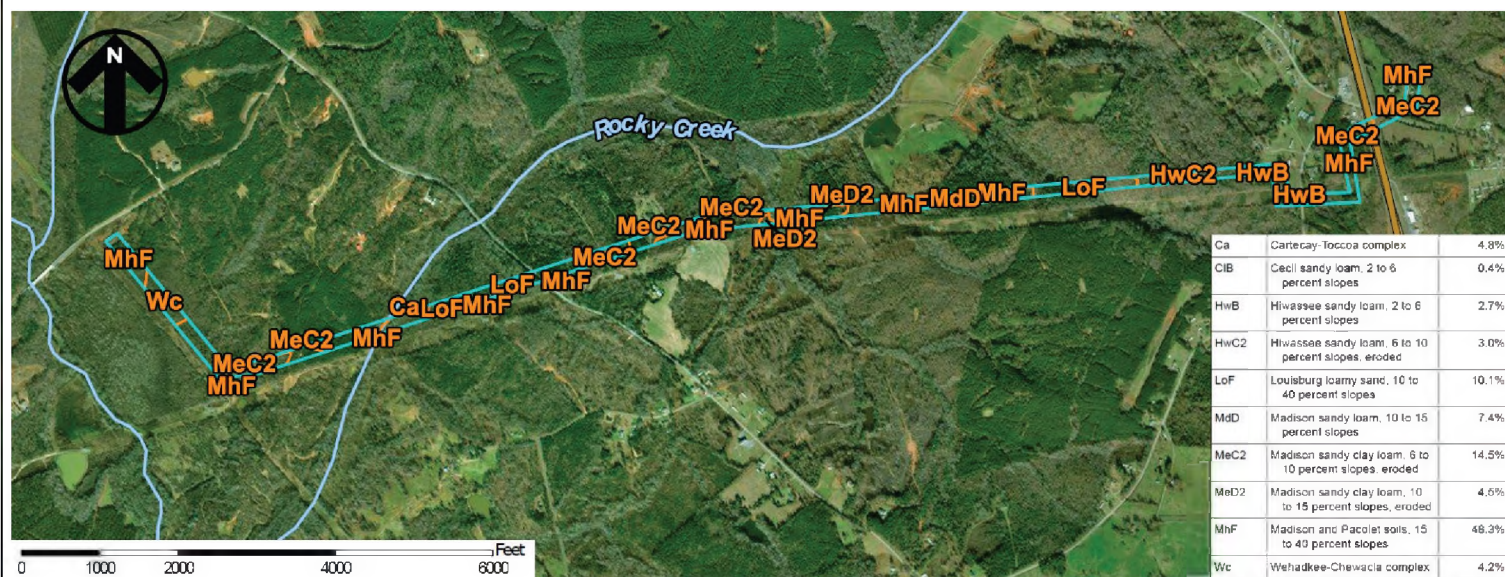 N
Rocky Creek
MhF
MeC2
MeC2
MhF
HwC2
HwB
HwB
LoF
MeD2
MhF
MdD
MhF
MeC2
MhF
MeD2
MeC2
MhF
MeC2
LoF
MhF
Ca
LoF
MhF
MhF
Wc
MeC2
MhF
MeC2
MhF
Ca Cartecay-Toccoa complex 4.8%
ClB Cecil sandy loam, 2 to 6
percent slopes 0.4%
HwB Hiwassee sandy loam, 2 to 6
percent slopes 2.7%
HwC2 Hiwassee sandy loam, 6 to 10
percent slopes, eroded 3.0%
LoF Louisburg loamy sand, 10 to
40 percent slopes 10.1%
MdD Madison sandy loam, 10 to 15
percent slopes 7.4%
MeC2 Madison sandy clay loam, 6 to
10 percent slopes, eroded 14.5%
MeD2 Madison sandy clay loam, 10
to 15 percent slopes, eroded 4.5%
MhF Madison and Pacolet soils, 15
to 40 percent slopes 48.3%
Wc Wehadkee-Chewacla complex 4.2%
Feet
0 1000 2000 4000 6000